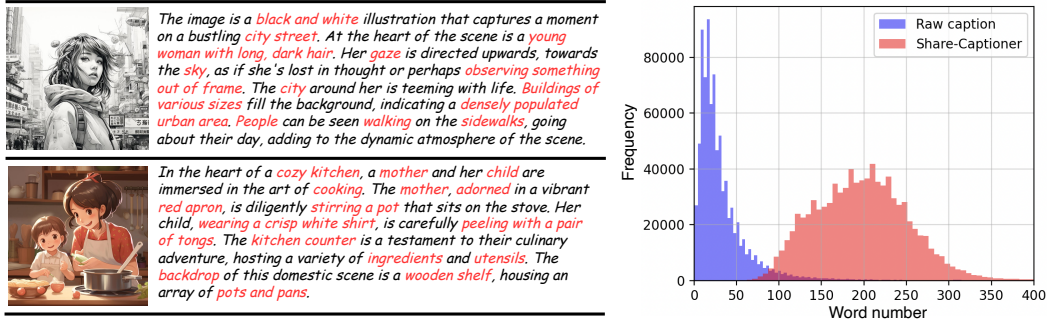 The image is a black and white illustration that captures a moment
on a bustling city street. At the heart of the scene is a young
woman with long, dark hair. Her gaze is directed upwards, towards
the sky, as if she's lost in thought or perhaps observing something
out of frame. The city around her is teeming with life. Buildings of
various sizes fill the background, indicating a densely populated
urban area. People can be seen walking on the sidewalks, going
about their day, adding to the dynamic atmosphere of the scene.
In the heart of a cozy kitchen, a mother and her child are
immersed in the art of cooking. The mother, adorned in a vibrant
red apron, is diligently stirring a pot that sits on the stove. Her
child, wearing a crisp white shirt, is carefully peeling with a pair
of tongs. The kitchen counter is a testament to their culinary
adventure, hosting a variety of ingredients and utensils. The
backdrop of this domestic scene is a wooden shelf, housing an
array of pots and pans.
Raw caption
Share-Captioner
Frequency
80000
60000
40000
20000
0
0 50 100 150 200 250 300 350 400
Word number